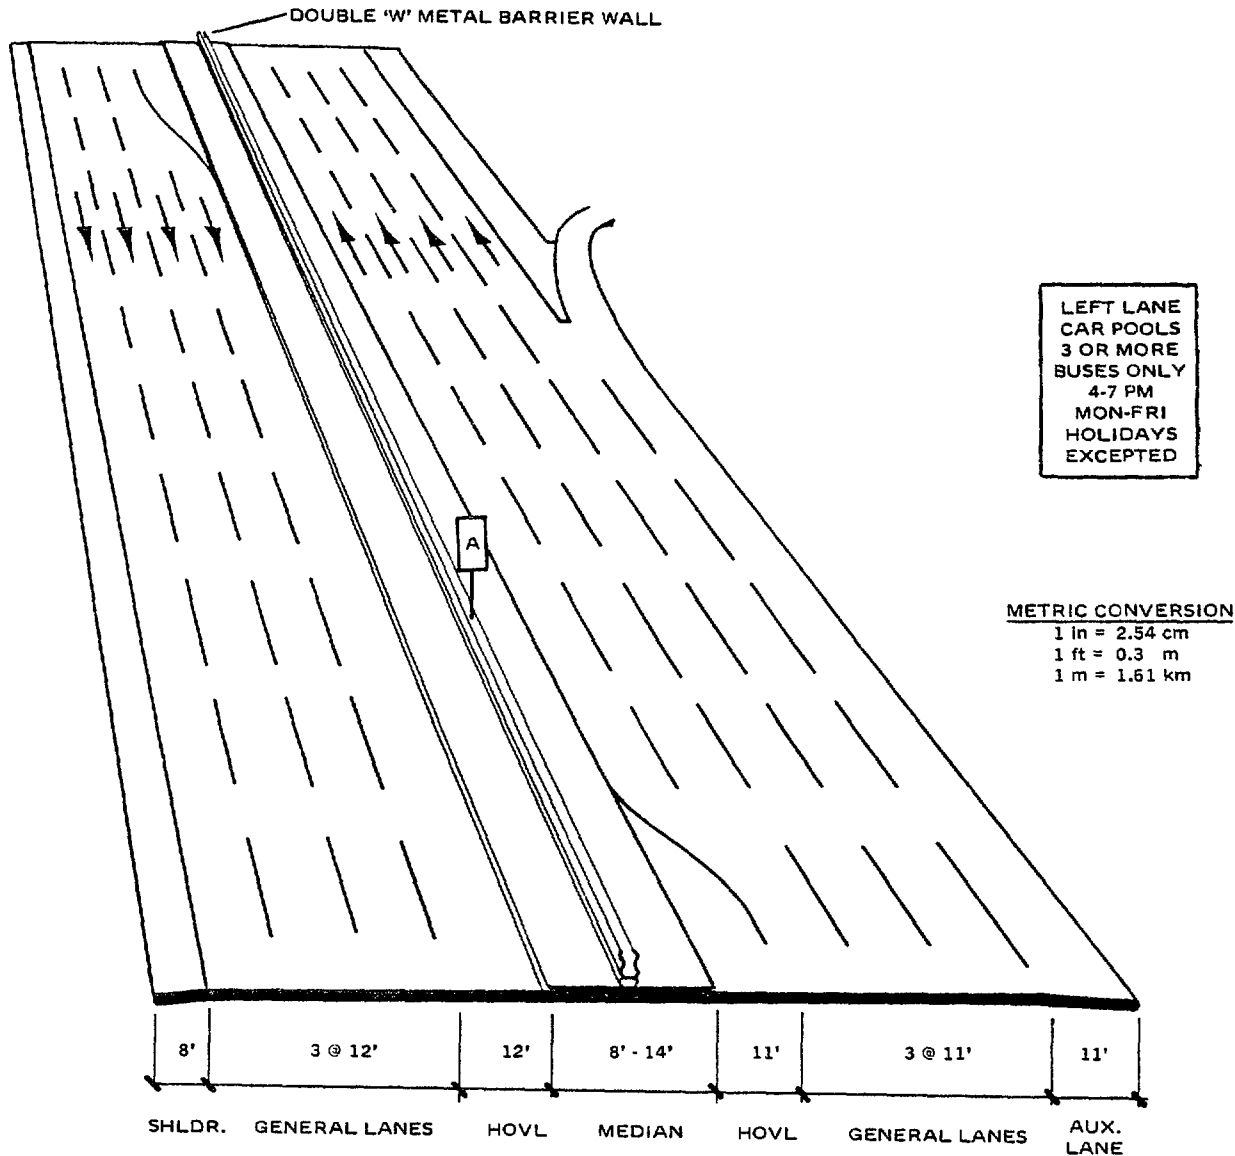 DOUBLE 'W' METAL BARRIER WALL
LEFT LANE
CAR POOLS
3 OR MORE
BUSES ONLY
4-7 PM
MON-FRI
HOLIDAYS
EXCEPTED
A
METRIC CONVERSION
1 in = 2.54 cm
1 ft = 0.3 m
1 m = 1.61 km
8' 3 @ 12' 12' 8' - 14' 11' 3 @ 11' 11'
SHLDR. GENERAL LANES HOVL MEDIAN HOVL GENERAL LANES AUX.
LANE